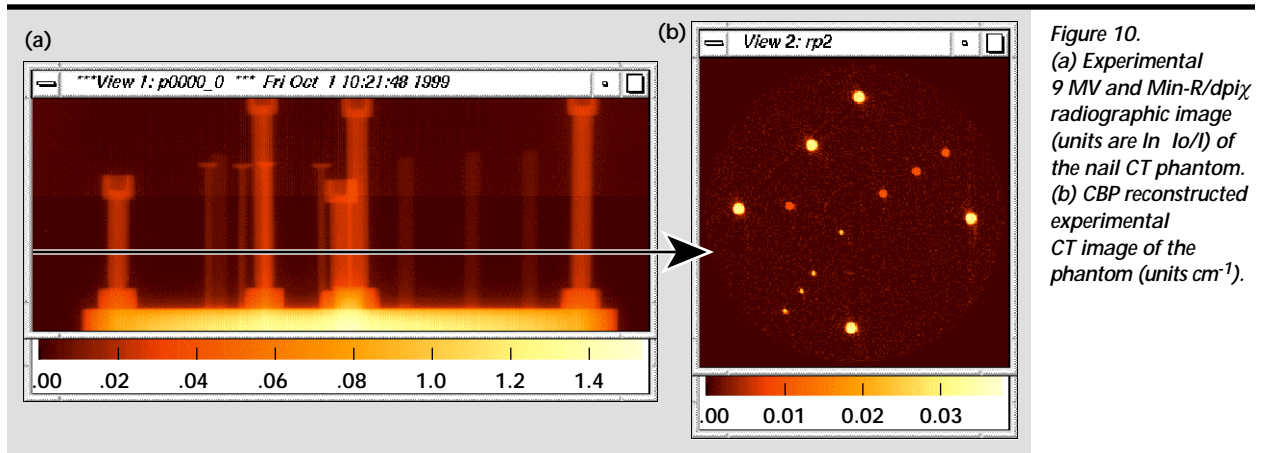 (a)
***View 1: p0000_0 *** Fri Oct 1 10:21:48 1999
.00 .02 .04 .06 .08 1.0 1.2 1.4
(b)
View 2: rp2
.00 0.01 0.02 0.03
Figure 10.
(a) Experimental
9 MV and Min-R/dpiχ
radiographic image
(units are ln Io/I) of
the nail CT phantom.
(b) CBP reconstructed
experimental
CT image of the
phantom (units cm⁻¹).